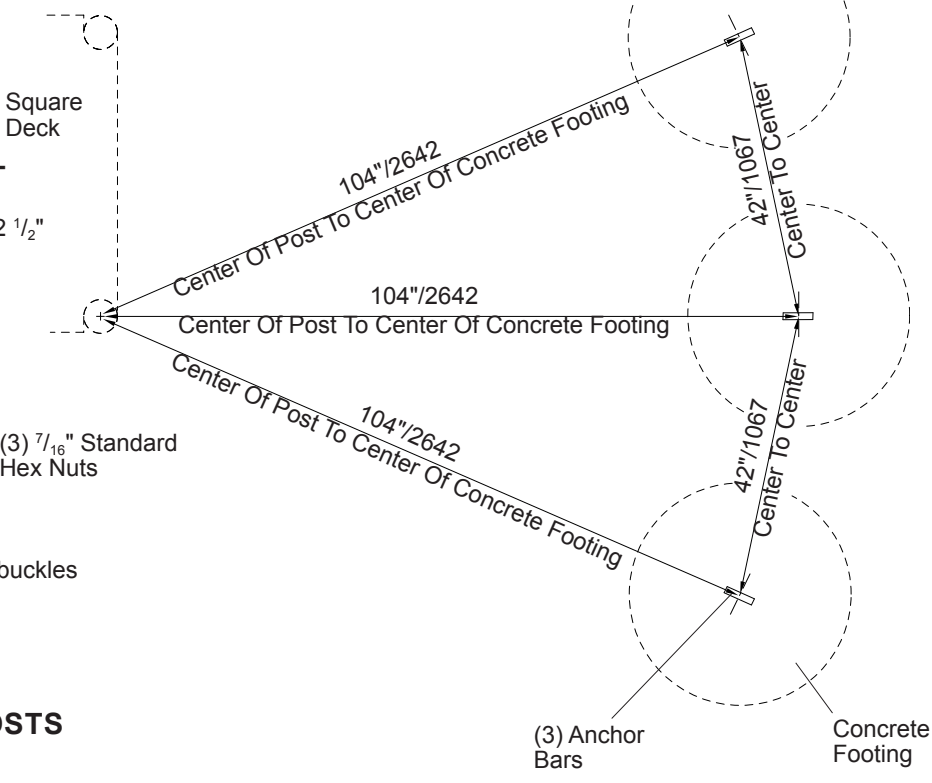 Square
Deck
2 1/2"
104"/2642
Center Of Post To Center Of Concrete Footing
42"/1067
Center To Center
104"/2642
Center Of Post To Center Of Concrete Footing
104"/2642
Center Of Post To Center Of Concrete Footing
42"/1067
Center To Center
(3) 7/16" Standard
Hex Nuts
buckles
OSTS
(3) Anchor
Bars
Concrete
Footing